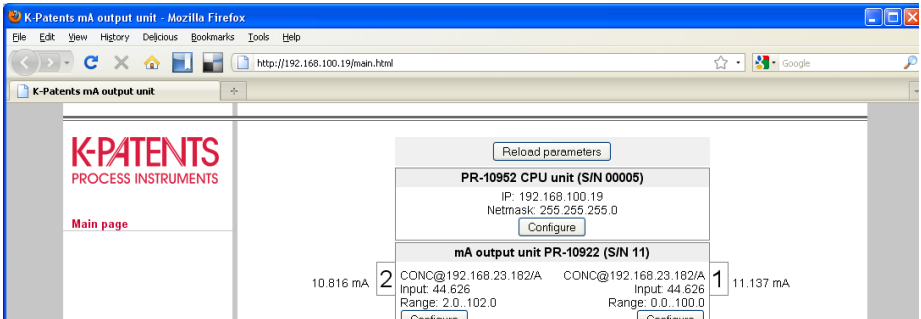 K-Patents mA output unit - Mozilla Firefox
File Edit View History Delicious Bookmarks Tools Help
http://192.168.100.19/main.html
Google
K-Patents mA output unit
K-PATENTS
PROCESS INSTRUMENTS
Main page
Reload parameters
PR-10952 CPU unit (S/N 00005)
IP: 192.168.100.19
Netmask: 255.255.255.0
Configure
mA output unit PR-10922 (S/N 11)
10.816 mA 2 CONC@192.168.23.182/A CONC@192.168.23.182/A 1 11.137 mA
Input: 44.626 Input: 44.626
Range: 2.0..102.0 Range: 0.0..100.0
Configure Configure